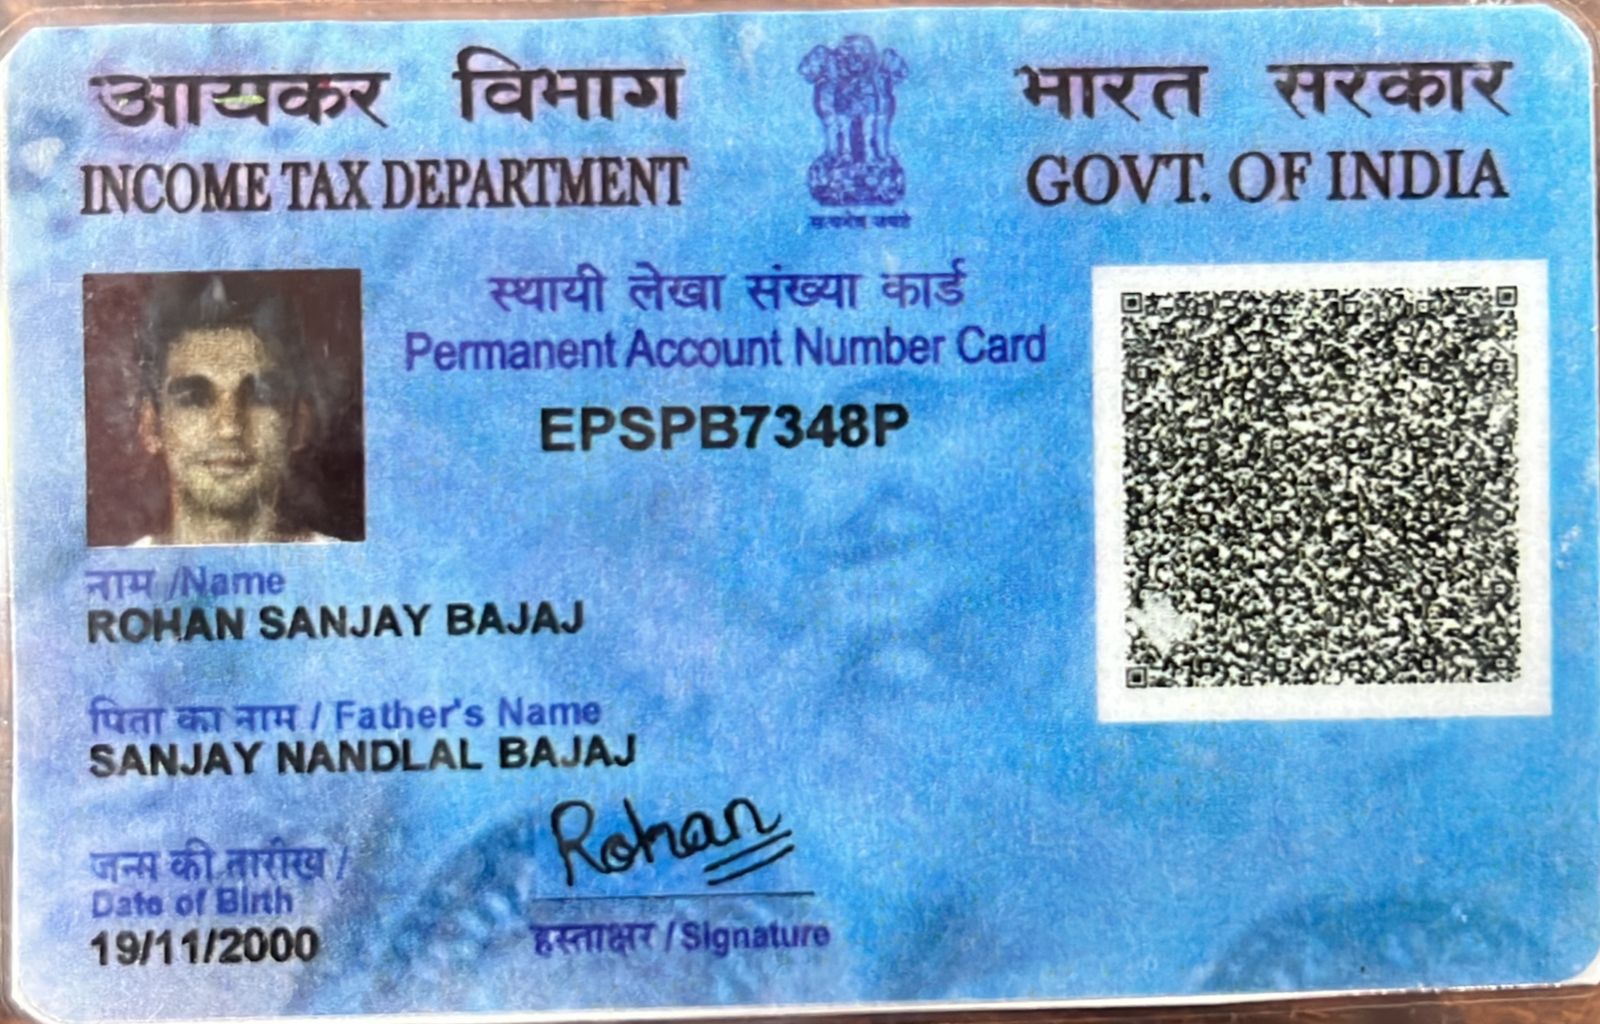 आयकर विभाग
INCOME TAX DEPARTMENT
सत्यमेव जयते
भारत सरकार
GOVT. OF INDIA
स्थायी लेखा संख्या कार्ड
Permanent Account Number Card
EPSPB7348P
नाम /Name
ROHAN SANJAY BAJAJ
पिता का नाम / Father's Name
SANJAY NANDLAL BAJAJ
जन्म की तारीख /
Date of Birth
19/11/2000
Rohan
हस्ताक्षर / Signature